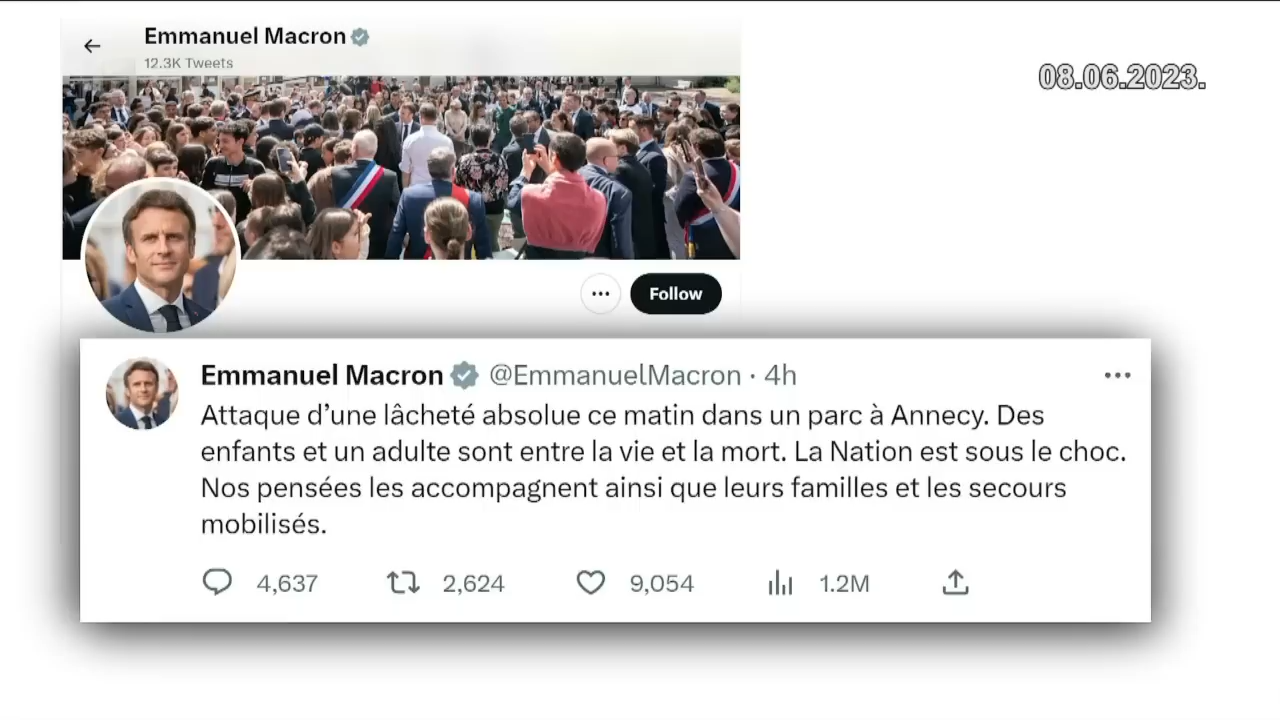 Emmanuel Macron
12.3K Tweets
08.06.2023.
Follow
Emmanuel Macron @EmmanuelMacron · 4h
Attaque d’une lâcheté absolue ce matin dans un parc à Annecy. Des
enfants et un adulte sont entre la vie et la mort. La Nation est sous le choc.
Nos pensées les accompagnent ainsi que leurs familles et les secours
mobilisés.
4,637 2,624 9,054 1.2M